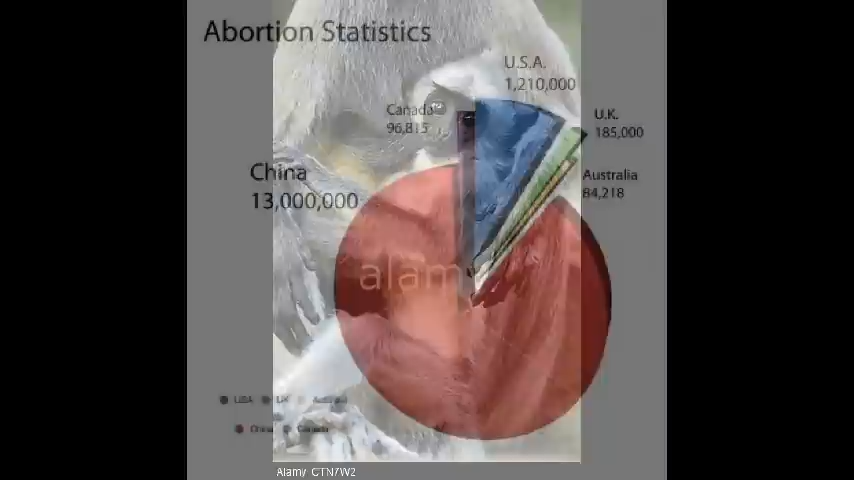 Abortion Statistics
U.S.A.
1,210,000
Canada
96,815
U.K.
185,000
China
13,000,000
Australia
84,218
alam
USA UK Australia
China Canada
Alamy CTN7W2